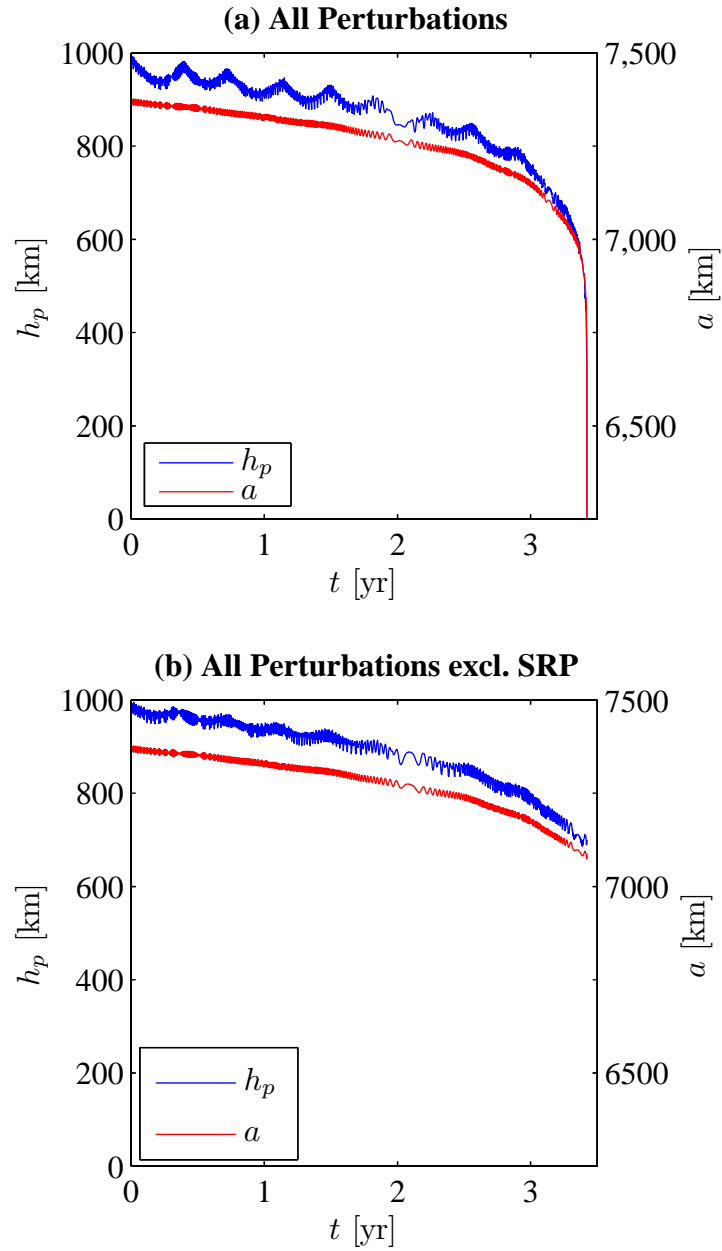 (a) All Perturbations
1000
800
600
400
200
0
h_p [km]
7,500
7,000
6,500
a [km]
h_p
a
0 1 2 3
t [yr]
(b) All Perturbations excl. SRP
1000
800
600
400
200
0
h_p [km]
7500
7000
6500
a [km]
h_p
a
0 1 2 3
t [yr]